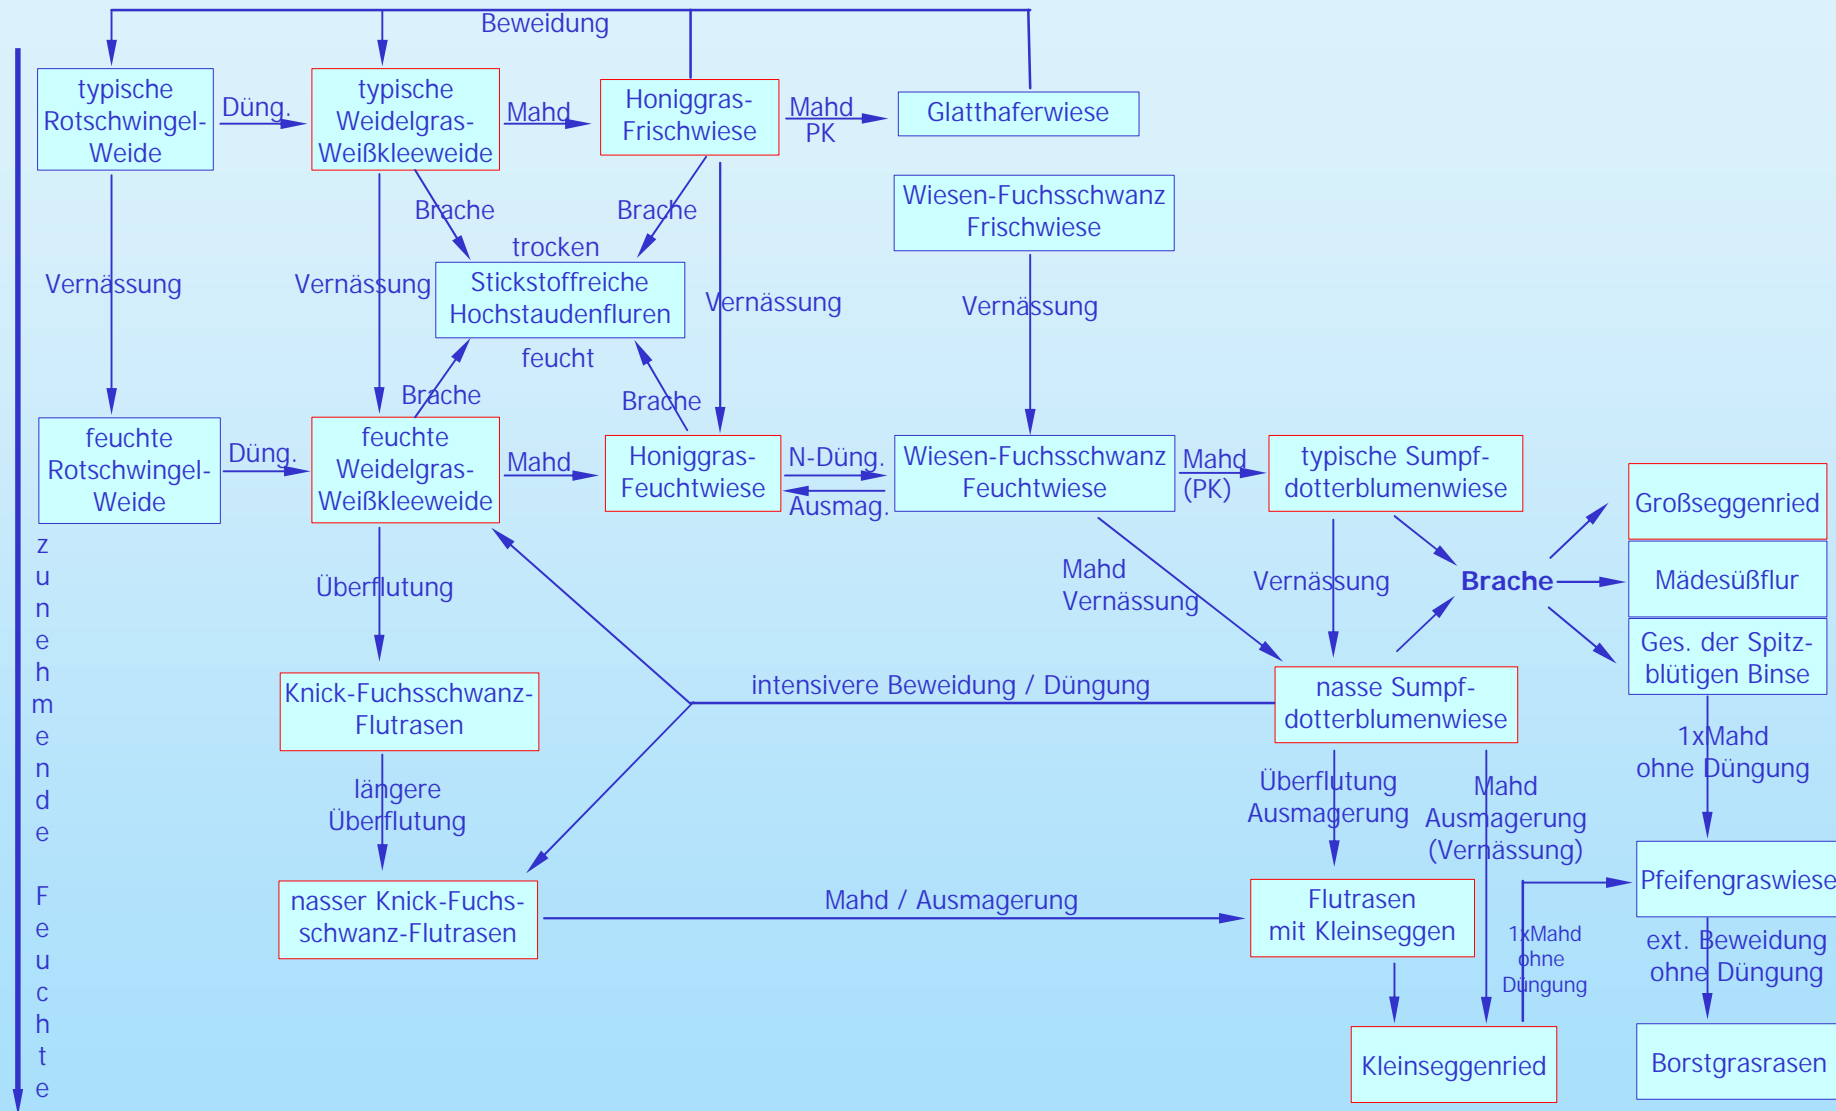 Beweidung
typische
Rotschwingel-
Weide
Düng.
typische
Weidelgras-
Weißkleeweide
Mahd
Honiggras-
Frischwiese
Mahd
PK
Glatthaferwiese
Wiesen-Fuchsschwanz
Frischwiese
Brache
Brache
trocken
Stickstoffreiche
Hochstaudenfluren
feucht
Vernässung
Vernässung
Vernässung
Vernässung
Brache
Brache
feuchte
Rotschwingel-
Weide
Düng.
feuchte
Weidelgras-
Weißkleeweide
Mahd
Honiggras-
Feuchtwiese
N-Düng.
Ausmag.
Wiesen-Fuchsschwanz
Feuchtwiese
Mahd
(PK)
typische Sumpf-
dotterblumenwiese
Großseggenried
Mädesüßflur
Ges. der Spitz-
blütigen Binse
Brache
Überflutung
Mahd
Vernässung
Vernässung
Knick-Fuchsschwanz-
Flutrasen
intensivere Beweidung / Düngung
nasse Sumpf-
dotterblumenwiese
1xMahd
ohne Düngung
längere
Überflutung
Überflutung
Ausmagerung
Mahd
Ausmagerung
(Vernässung)
nasser Knick-Fuchs-
schwanz-Flutrasen
Mahd / Ausmagerung
Flutrasen
mit Kleinseggen
1xMahd
ohne
Düngung
Pfeifengraswiese
ext. Beweidung
ohne Düngung
Kleinseggenried
Borstgrasrasen
zunehmende Feuchte